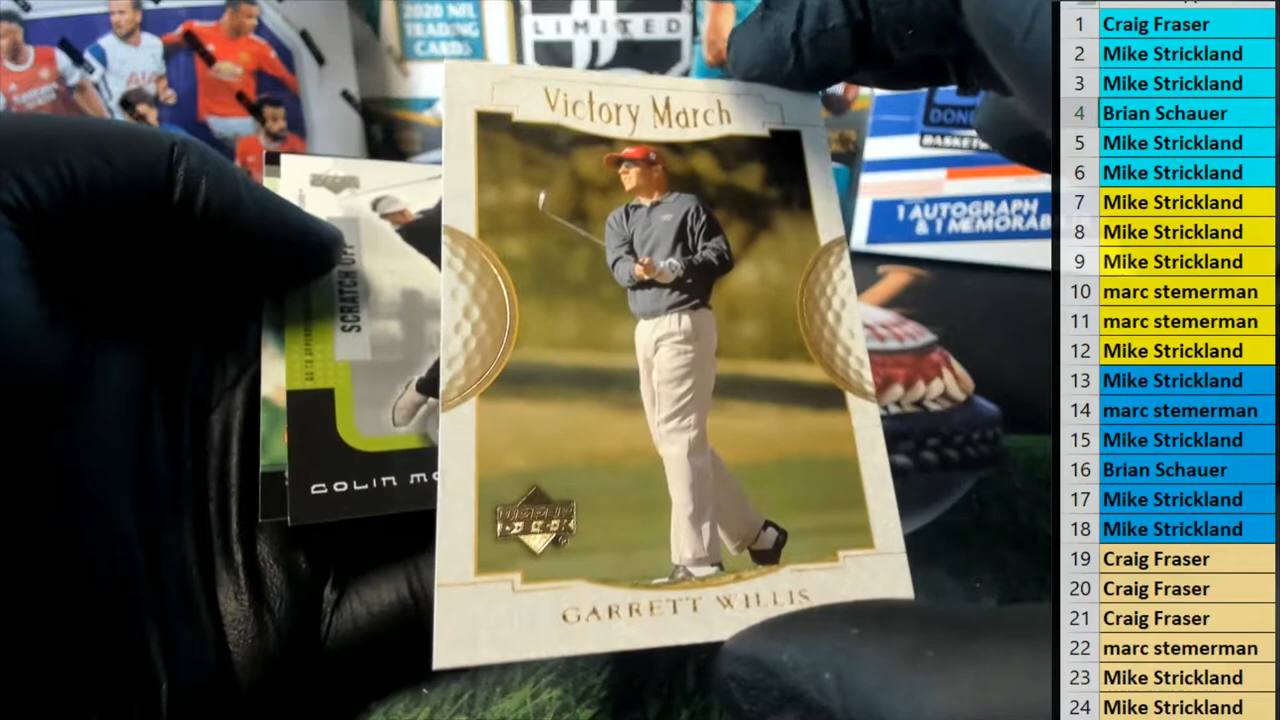 2020 NFL
TRADING
CARDS
LIMITED
Victory March
1 AUTOGRAPH
SCRATCH OFF
UPPER
DECK
COLIN MO
GARRETT WILLIS
1 Craig Fraser
2 Mike Strickland
3 Mike Strickland
4 Brian Schauer
5 Mike Strickland
6 Mike Strickland
7 Mike Strickland
8 Mike Strickland
9 Mike Strickland
10 marc stemerman
11 marc stemerman
12 Mike Strickland
13 Mike Strickland
14 marc stemerman
15 Mike Strickland
16 Brian Schauer
17 Mike Strickland
18 Mike Strickland
19 Craig Fraser
20 Craig Fraser
21 Craig Fraser
22 marc stemerman
23 Mike Strickland
24 Mike Strickland